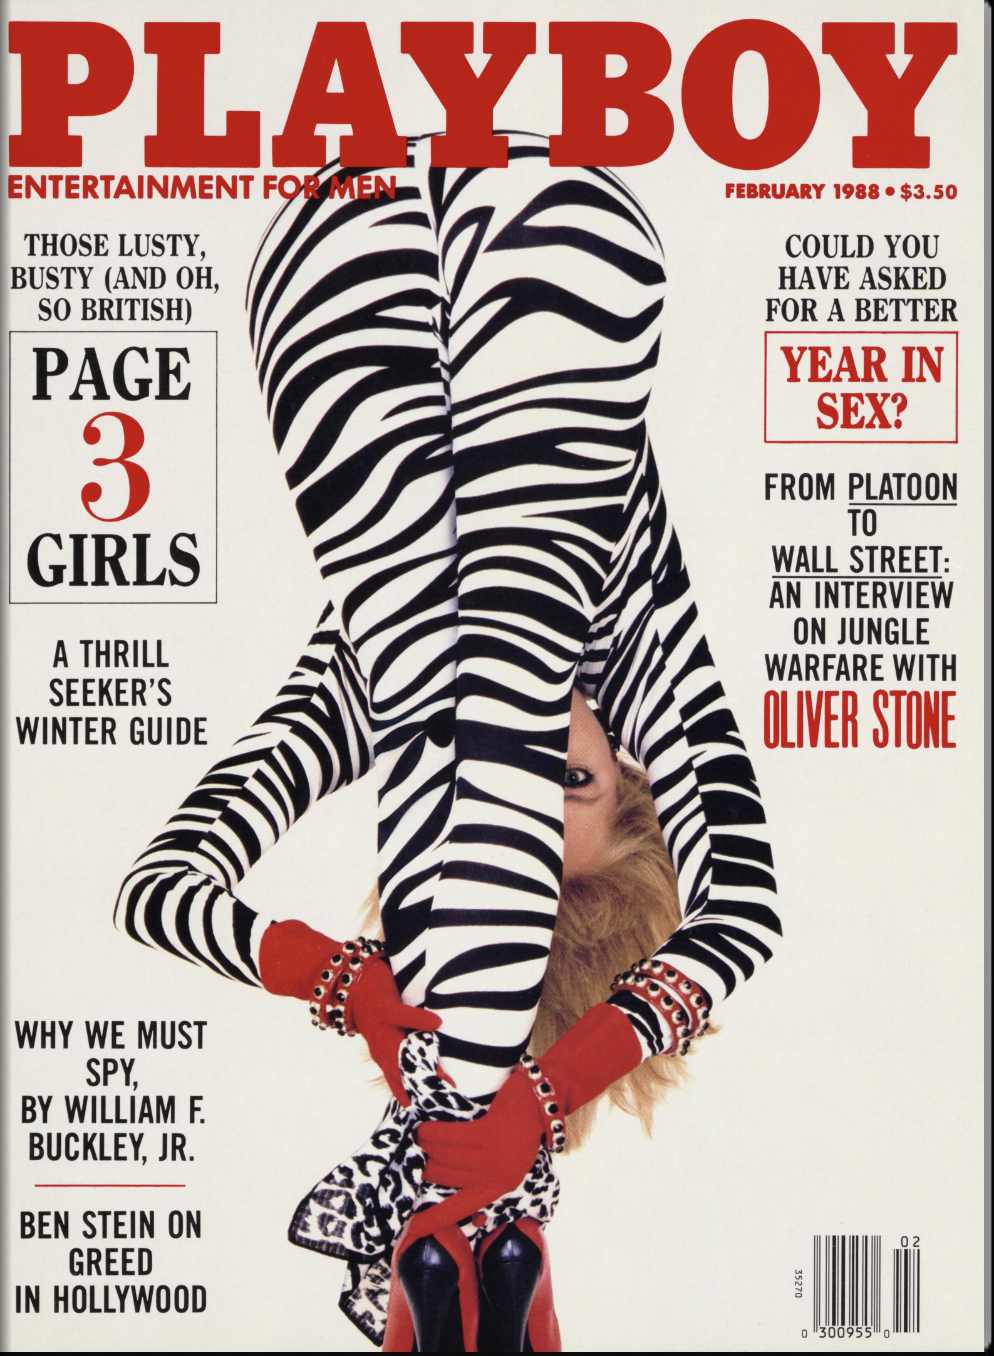 PLAYBOY
ENTERTAINMENT FOR MEN
FEBRUARY 1988 • $3.50
THOSE LUSTY,
BUSTY (AND OH,
SO BRITISH)
PAGE
3
GIRLS
A THRILL
SEEKER'S
WINTER GUIDE
WHY WE MUST
SPY,
BY WILLIAM F.
BUCKLEY, JR.
BEN STEIN ON
GREED
IN HOLLYWOOD
COULD YOU
HAVE ASKED
FOR A BETTER
YEAR IN
SEX?
FROM PLATOON
TO
WALL STREET:
AN INTERVIEW
ON JUNGLE
WARFARE WITH
OLIVER STONE
02
35270
0 300955 0